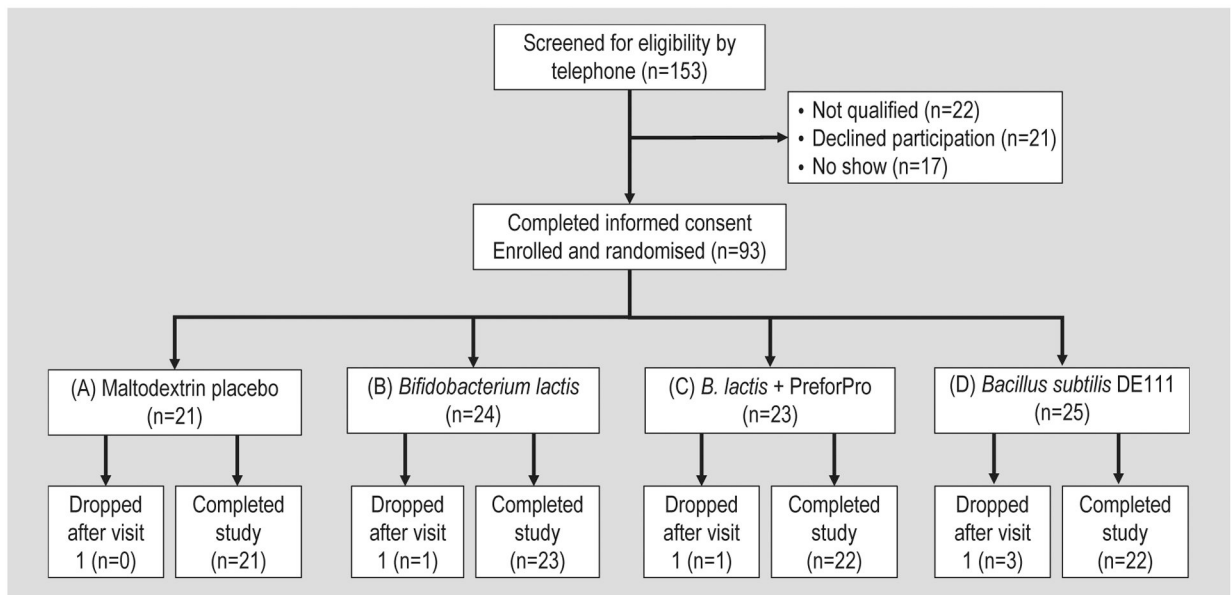 Screened for eligibility by
telephone (n=153)
• Not qualified (n=22)
• Declined participation (n=21)
• No show (n=17)
Completed informed consent
Enrolled and randomised (n=93)
(A) Maltodextrin placebo
(n=21)
(B) Bifidobacterium lactis
(n=24)
(C) B. lactis + PreforPro
(n=23)
(D) Bacillus subtilis DE111
(n=25)
Dropped
after visit
1 (n=0)
Completed
study
(n=21)
Dropped
after visit
1 (n=1)
Completed
study
(n=23)
Dropped
after visit
1 (n=1)
Completed
study
(n=22)
Dropped
after visit
1 (n=3)
Completed
study
(n=22)